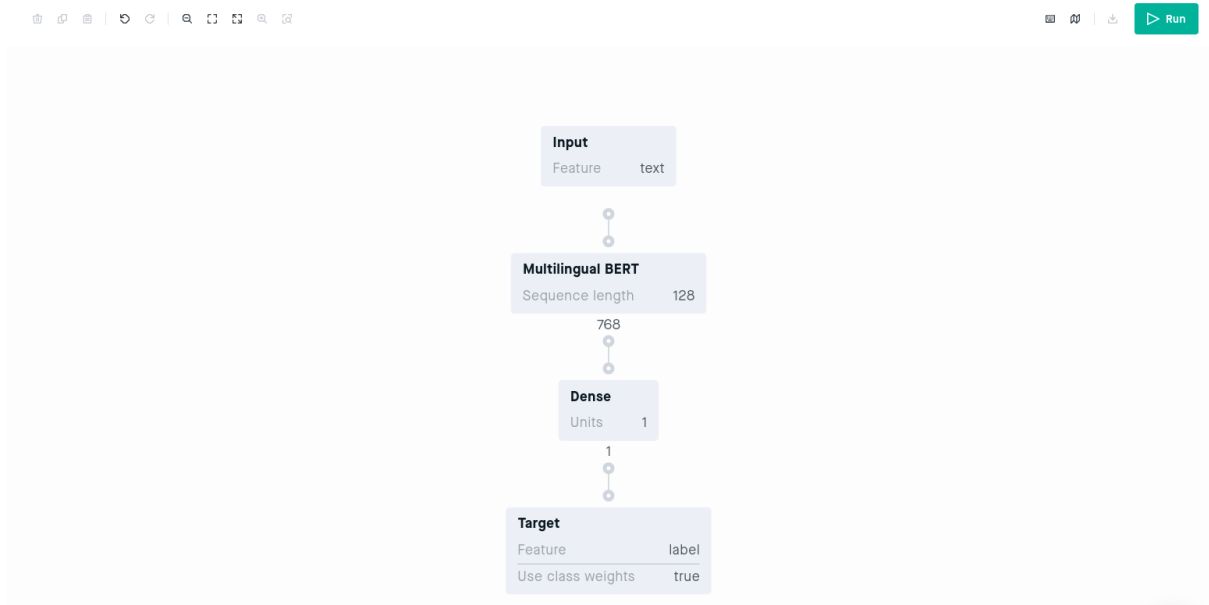 Run
Input
Feature text
Multilingual BERT
Sequence length 128
768
Dense
Units 1
1
Target
Feature label
Use class weights true